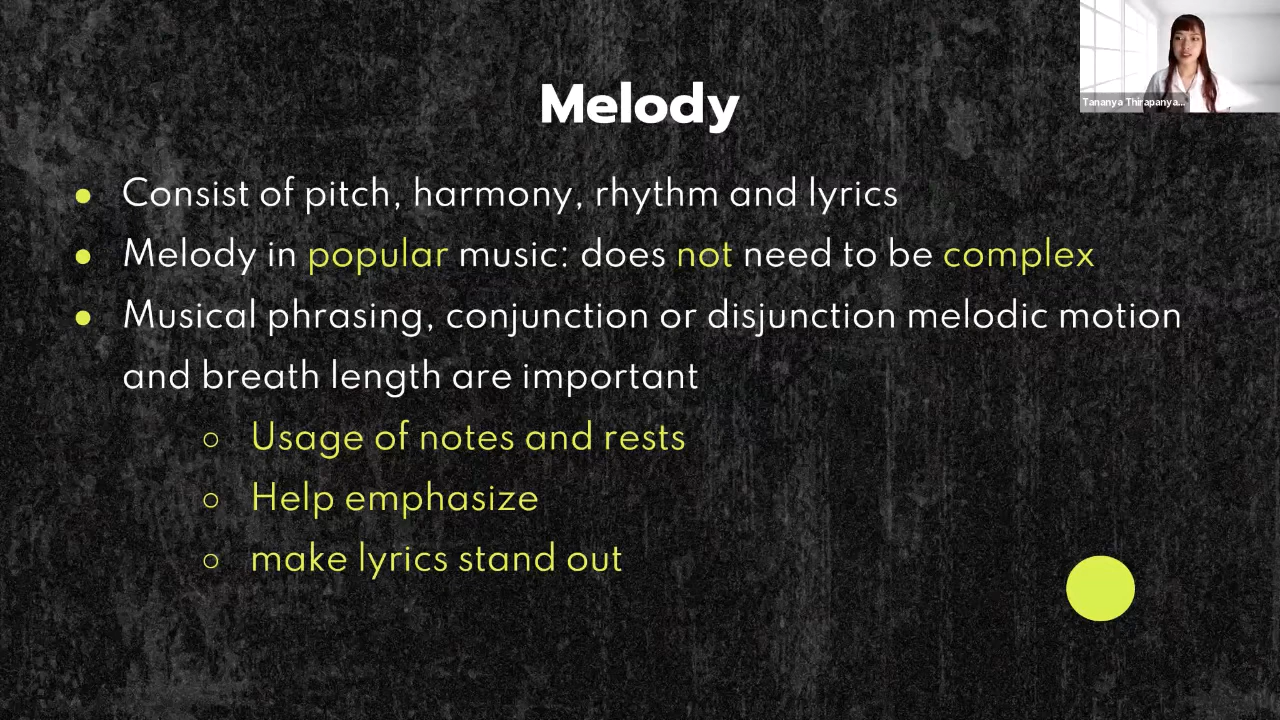 Melody
Tananya Thirapanya...
● Consist of pitch, harmony, rhythm and lyrics
● Melody in popular music: does not need to be complex
● Musical phrasing, conjunction or disjunction melodic motion
and breath length are important
○ Usage of notes and rests
○ Help emphasize
○ make lyrics stand out